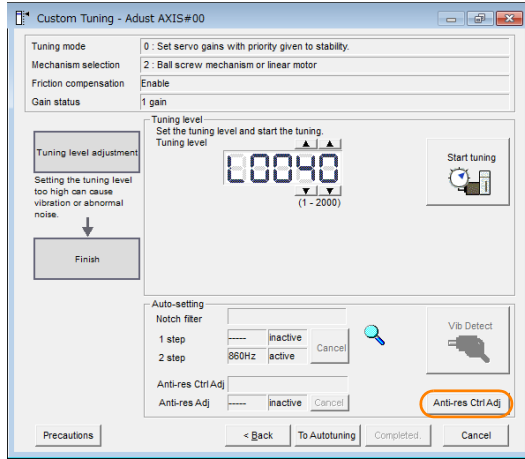 Custom Tuning - Adust AXIS#00
Tuning mode 0 : Set servo gains with priority given to stability.
Mechanism selection 2 : Ball screw mechanism or linear motor
Friction compensation Enable
Gain status 1 gain
Tuning level
Set the tuning level and start the tuning.
Tuning level
L0040
(1 - 2000)
Start tuning
Tuning level adjustment
Setting the tuning level
too high can cause
vibration or abnormal
noise.
Finish
Auto-setting
Notch filter
1 step ----- inactive
2 step 860Hz active
Cancel
Anti-res Ctrl Adj
Anti-res Adj ----- inactive Cancel
Vib Detect
Anti-res Ctrl Adj
Precautions < Back To Autotuning Completed. Cancel